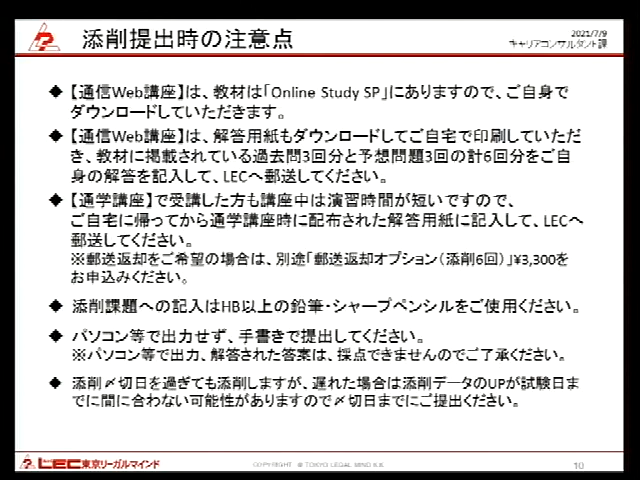 添削提出時の注意点
2021/7/9
キャリアコンサルタント課
◆ 【通信Web講座】は、教材は「Online Study SP」にありますので、ご自身で
ダウンロードしていただきます。
◆ 【通信Web講座】は、解答用紙もダウンロードしてご自宅で印刷していただ
き、教材に掲載されている過去問3回分と予想問題3回の計6回分をご自
身の解答を記入して、LECへ郵送してください。
◆ 【通学講座】で受講した方も講座中は演習時間が短いですので、
ご自宅に帰ってから通学講座時に配布された解答用紙に記入して、LECへ
郵送してください。
※郵送返却をご希望の場合は、別途「郵送返却オプション（添削6回）」¥3,300を
お申込みください。
◆ 添削課題への記入はHB以上の鉛筆・シャープペンシルをご使用ください。
◆ パソコン等で出力せず、手書きで提出してください。
※パソコン等で出力、解答された答案は、採点できませんのでご了承ください。
◆ 添削〆切日を過ぎても添削しますが、遅れた場合は添削データのUPが試験日ま
でに間に合わない可能性がありますので〆切日までにご提出ください。
LEC東京リーガルマインド
COPYRIGHT © TOKYO LEGAL MIND K.K.
10